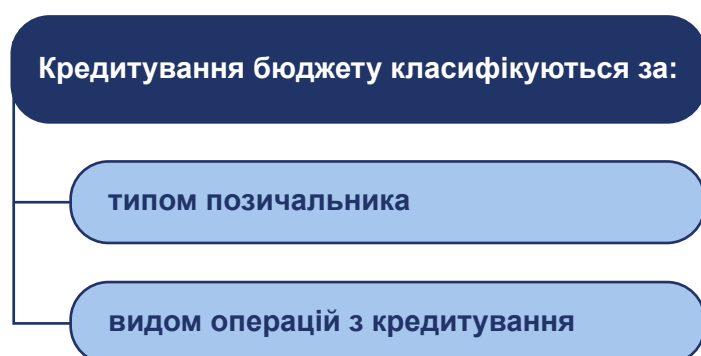 Кредитування бюджету класифікуються за:
типом позичальника
видом операцій з кредитування